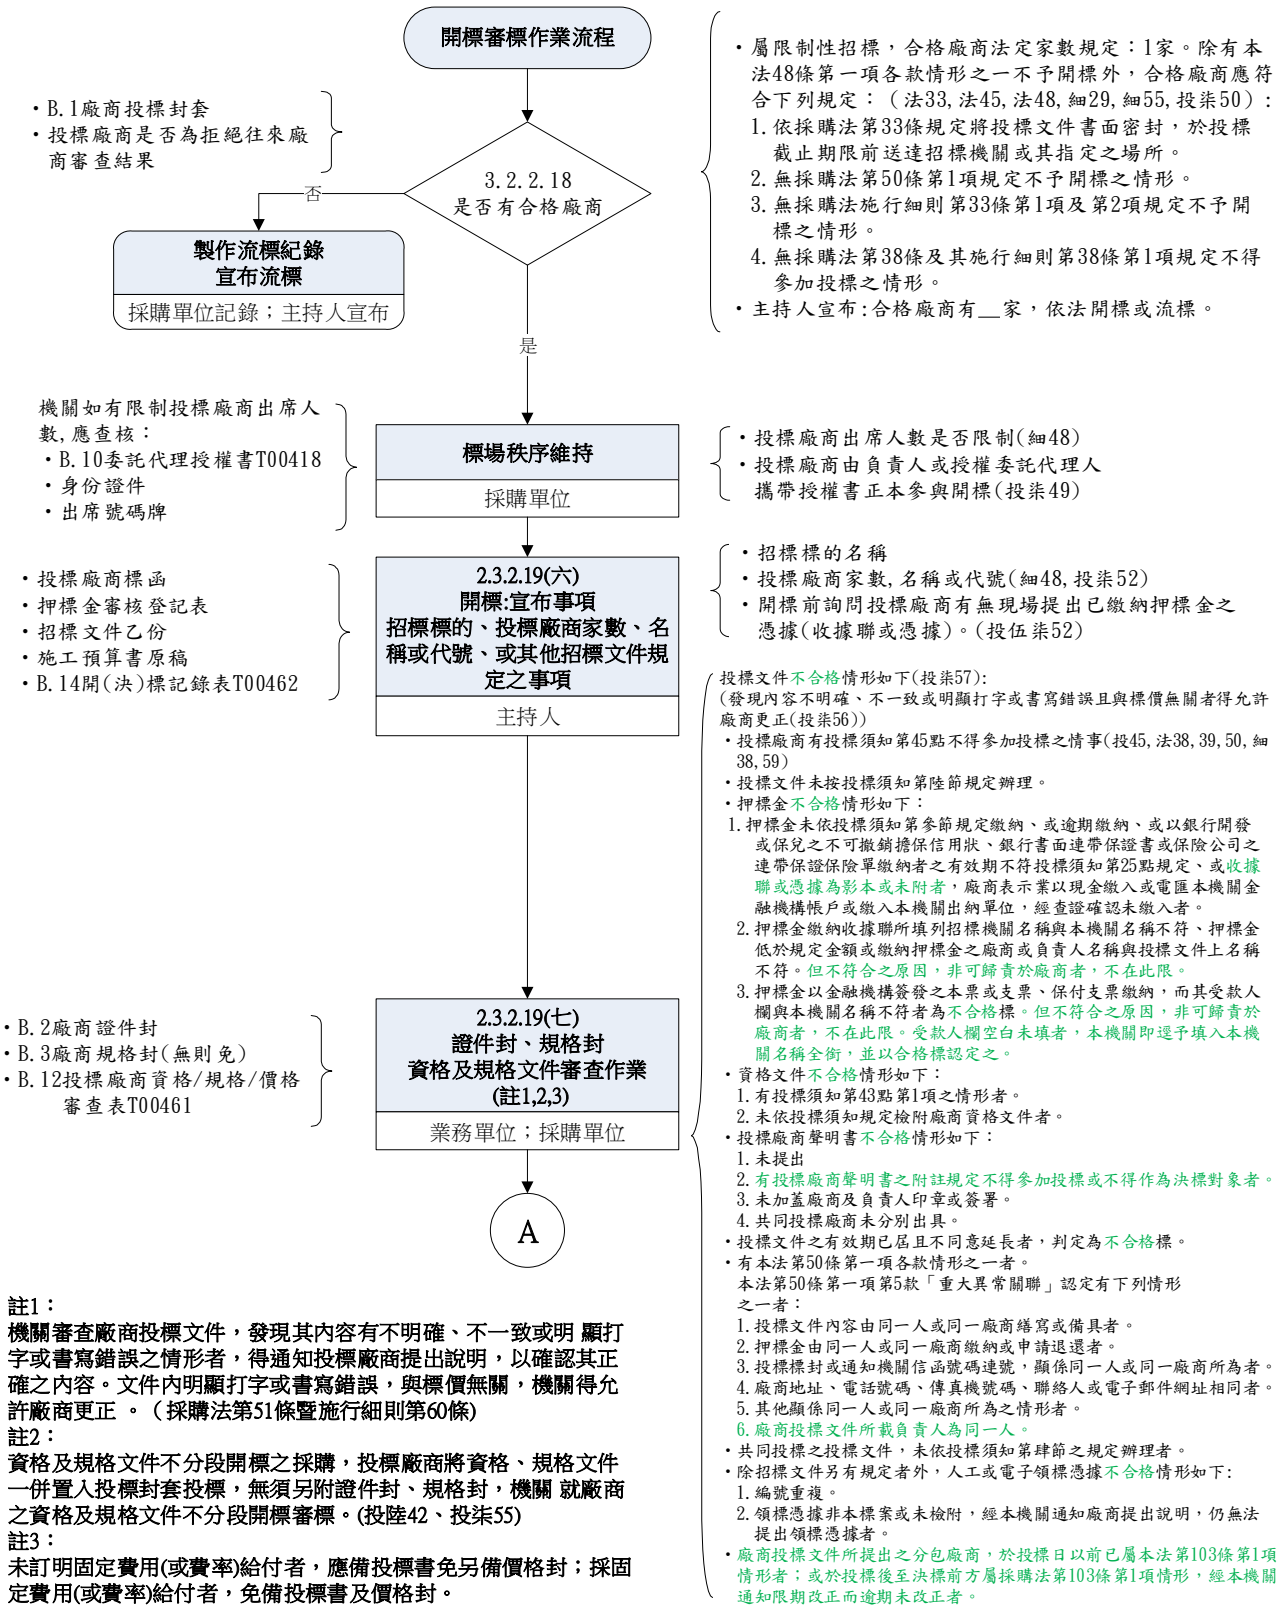 開標審標作業流程
・屬限制性招標，合格廠商法定家數規定：1家。除有本
法48條第一項各款情形之一不予開標外，合格廠商應符
合下列規定：（法33,法45,法48,細29,細55,投柒50）:
1.依採購法第33條規定將投標文件書面密封，於投標
截止期限前送達招標機關或其指定之場所。
2.無採購法第50條第1項規定不予開標之情形。
3.無採購法施行細則第33條第1項及第2項規定不予開
標之情形。
4.無採購法第38條及其施行細則第38條第1項規定不得
參加投標之情形。
・主持人宣布:合格廠商有__家，依法開標或流標。
・B.1廠商投標封套
・投標廠商是否為拒絕往來廠
商審查結果
3.2.2.18
是否有合格廠商
否
製作流標紀錄
宣布流標
採購單位記錄；主持人宣布
是
機關如有限制投標廠商出席人
數,應查核：
・B.10委託代理授權書T00418
・身份證件
・出席號碼牌
標場秩序維持
採購單位
・投標廠商出席人數是否限制(細48)
・投標廠商由負責人或授權委託代理人
攜帶授權書正本參與開標(投柒49)
・投標廠商標函
・押標金審核登記表
・招標文件乙份
・施工預算書原稿
・B.14開(決)標記錄表T00462
2.3.2.19(六)
開標:宣布事項
招標標的、投標廠商家數、名
稱或代號、或其他招標文件規
定之事項
主持人
・招標標的名稱
・投標廠商家數,名稱或代號(細48,投柒52)
・開標前詢問投標廠商有無現場提出已繳納押標金之
憑據(收據聯或憑據)。(投伍柒52)
・B.2廠商證件封
・B.3廠商規格封(無則免)
・B.12投標廠商資格/規格/價格
審查表T00461
2.3.2.19(七)
證件封、規格封
資格及規格文件審查作業
(註1,2,3)
業務單位；採購單位
A
投標文件不合格情形如下(投柒57):
(發現內容不明確、不一致或明顯打字或書寫錯誤且與標價無關者得允許
廠商更正(投柒56))
・投標廠商有投標須知第45點不得參加投標之情事(投45,法38,39,50,細
38,59)
・投標文件未按投標須知第陸節規定辦理。
・押標金不合格情形如下：
1.押標金未依投標須知第參節規定繳納、或逾期繳納、或以銀行開發
或保兌之不可撤銷擔保信用狀、銀行書面連帶保證書或保險公司之
連帶保證保險單繳納者之有效期不符投標須知第25點規定、或收據
聯或憑據為影本或未附者，廠商表示業以現金繳入或電匯本機關金
融機構帳戶或繳入本機關出納單位，經查證確認未繳入者。
2.押標金繳納收據聯所填列招標機關名稱與本機關名稱不符、押標金
低於規定金額或繳納押標金之廠商或負責人名稱與投標文件上名稱
不符。但不符合之原因，非可歸責於廠商者，不在此限。
3.押標金以金融機構簽發之本票或支票、保付支票繳納，而其受款人
欄與本機關名稱不符者為不合格標。但不符合之原因，非可歸責於
廠商者，不在此限。受款人欄空白未填者，本機關即逕予填入本機
關名稱全銜，並以合格標認定之。
・資格文件不合格情形如下：
1.有投標須知第43點第1項之情形者。
2.未依投標須知規定檢附廠商資格文件者。
・投標廠商聲明書不合格情形如下：
1.未提出
2.有投標廠商聲明書之附註規定不得參加投標或不得作為決標對象者。
3.未加蓋廠商及負責人印章或簽署。
4.共同投標廠商未分別出具。
・投標文件之有效期已屆且不同意延長者，判定為不合格標。
・有本法第50條第一項各款情形之一者。
本法第50條第一項第5款「重大異常關聯」認定有下列情形
之一者：
1.投標文件內容由同一人或同一廠商繕寫或備具者。
2.押標金由同一人或同一廠商繳納或申請退還者。
3.投標標封或通知機關信函號碼連號，顯係同一人或同一廠商所為者。
4.廠商地址、電話號碼、傳真機號碼、聯絡人或電子郵件網址相同者。
5.其他顯係同一人或同一廠商所為之情形者。
6.廠商投標文件所載負責人為同一人。
・共同投標之投標文件，未依投標須知第肆節之規定辦理者。
・除招標文件另有規定者外，人工或電子領標憑據不合格情形如下:
1.編號重複。
2.領標憑據非本標案或未檢附，經本機關通知廠商提出說明，仍無法
提出領標憑據者。
・廠商投標文件所提出之分包廠商，於投標日以前已屬本法第103條第1項
情形者；或於投標後至決標前方屬採購法第103條第1項情形，經本機關
通知限期改正而逾期未改正者。
註1：
機關審查廠商投標文件，發現其內容有不明確、不一致或明 顯打
字或書寫錯誤之情形者，得通知投標廠商提出說明，以確認其正
確之內容。文件內明顯打字或書寫錯誤，與標價無關，機關得允
許廠商更正 。（採購法第51條暨施行細則第60條)
註2：
資格及規格文件不分段開標之採購，投標廠商將資格、規格文件
一併置入投標封套投標，無須另附證件封、規格封，機關 就廠商
之資格及規格文件不分段開標審標。(投陸42、投柒55)
註3：
未訂明固定費用(或費率)給付者，應備投標書免另備價格封；採固
定費用(或費率)給付者，免備投標書及價格封。